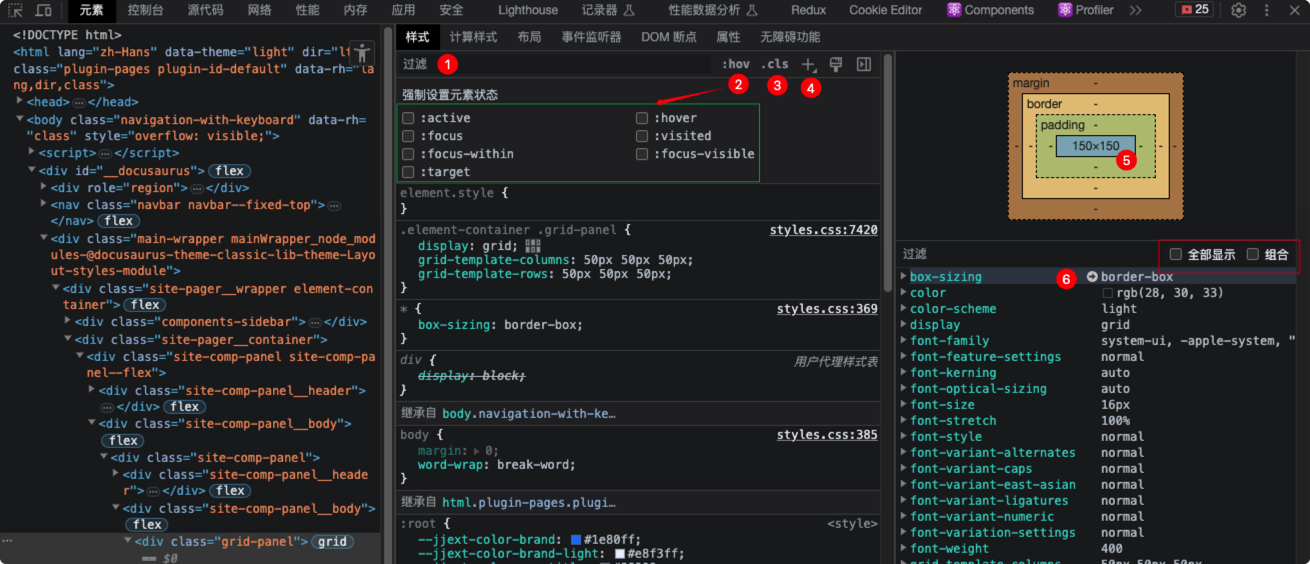 元素
控制台
源代码
网络
性能
内存
应用
安全
Lighthouse
记录器
性能数据分析
Redux
Cookie Editor
Components
Profiler
25
<!DOCTYPE html>
<html lang="zh-Hans" data-theme="light" dir="lt
class="plugin-pages plugin-id-default" data-rh="la
ng,dir,class">
<head>…</head>
<body class="navigation-with-keyboard" data-rh=
"class" style="overflow: visible;">
<script>…</script>
<div id="__docusaurus"> flex
<div role="region">…</div>
<nav class="navbar navbar--fixed-top">…
</nav> flex
<div class="main-wrapper mainWrapper_node_mod
ules-@docusaurus-theme-classic-lib-theme-Lay
out-styles-module">
<div class="site-pager__wrapper element-con
tainer"> flex
<div class="components-sidebar">…</div>
<div class="site-pager__container">
<div class="site-comp-panel site-comp-pa
nel--flex">
<div class="site-comp-panel__header">
…</div> flex
<div class="site-comp-panel__body">
flex
<div class="site-comp-panel">
<div class="site-comp-panel__heade
r">…</div> flex
<div class="site-comp-panel__body">
flex
<div class="grid-panel"> grid
== $0
样式
计算样式
布局
事件监听器
DOM 断点
属性
无障碍功能
过滤 1 :hov .cls
2 3 4
强制设置元素状态
:active :hover
:focus :visited
:focus-within :focus-visible
:target
element.style {
}
.element-container .grid-panel { styles.css:7420
display: grid;
grid-template-columns: 50px 50px 50px;
grid-template-rows: 50px 50px 50px;
}
* { styles.css:369
box-sizing: border-box;
}
div { 用户代理样式表
display: block;
}
继承自 body.navigation-with-ke…
body { styles.css:385
margin: 0;
word-wrap: break-word;
}
继承自 html.plugin-pages.plugi…
:root { <style>
--jjext-color-brand: #1e80ff;
--jjext-color-brand-light: #e8f3ff;
margin -
border -
padding -
- - - 150×150 - - -
5
-
-
-
过滤 全部显示 组合
box-sizing 6 border-box
color rgb(28, 30, 33)
color-scheme light
display grid
font-family system-ui, -apple-system, "
font-feature-settings normal
font-kerning auto
font-optical-sizing auto
font-size 16px
font-stretch 100%
font-style normal
font-variant-alternates normal
font-variant-caps normal
font-variant-east-asian normal
font-variant-ligatures normal
font-variant-numeric normal
font-variation-settings normal
font-weight 400
grid-template-columns 50px 50px 50px